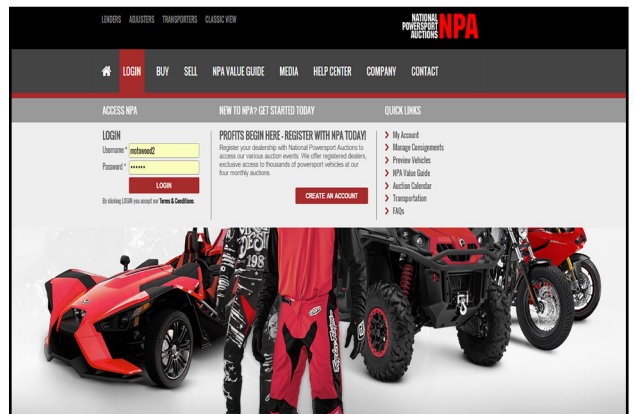 LENDERS ADJUSTERS TRANSPORTERS CLASSIC VIEW
NATIONAL
POWERSPORT
AUCTIONS
NPA
LOGIN BUY SELL NPA VALUE GUIDE MEDIA HELP CENTER COMPANY CONTACT
ACCESS NPA
NEW TO NPA? GET STARTED TODAY
QUICK LINKS
LOGIN
Username * motowood2
Password * ••••••
LOGIN
By clicking LOGIN you accept our Terms & Conditions.
PROFITS BEGIN HERE - REGISTER WITH NPA TODAY!
Register your dealership with National Powersport Auctions to
access our various auction events. We offer registered dealers,
exclusive access to thousands of powersport vehicles at our
four monthly auctions.
CREATE AN ACCOUNT
My Account
Manage Consignments
Preview Vehicles
NPA Value Guide
Auction Calendar
Transportation
FAQs
198